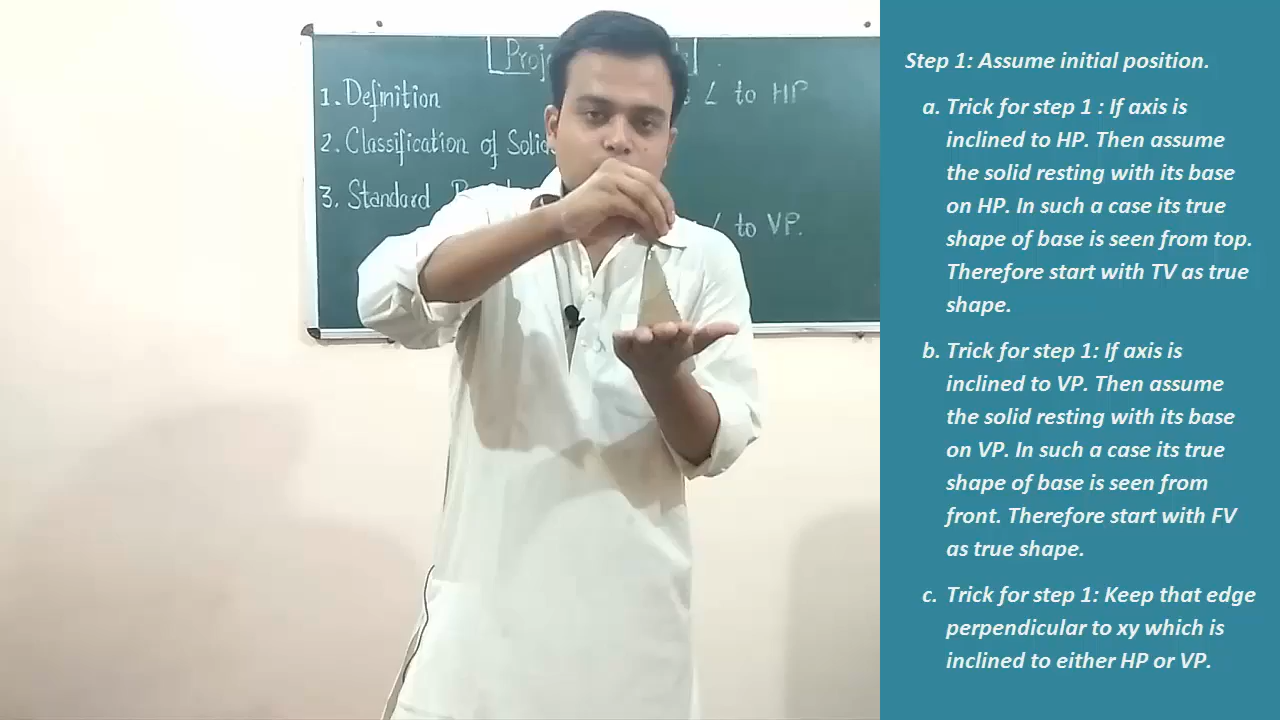 Proje
1. Definition
2. Classification of Solids
3. Standard
∠ to HP
∠ to VP.
Step 1: Assume initial position.
a. Trick for step 1 : If axis is
inclined to HP. Then assume
the solid resting with its base
on HP. In such a case its true
shape of base is seen from top.
Therefore start with TV as true
shape.
b. Trick for step 1: If axis is
inclined to VP. Then assume
the solid resting with its base
on VP. In such a case its true
shape of base is seen from
front. Therefore start with FV
as true shape.
c. Trick for step 1: Keep that edge
perpendicular to xy which is
inclined to either HP or VP.